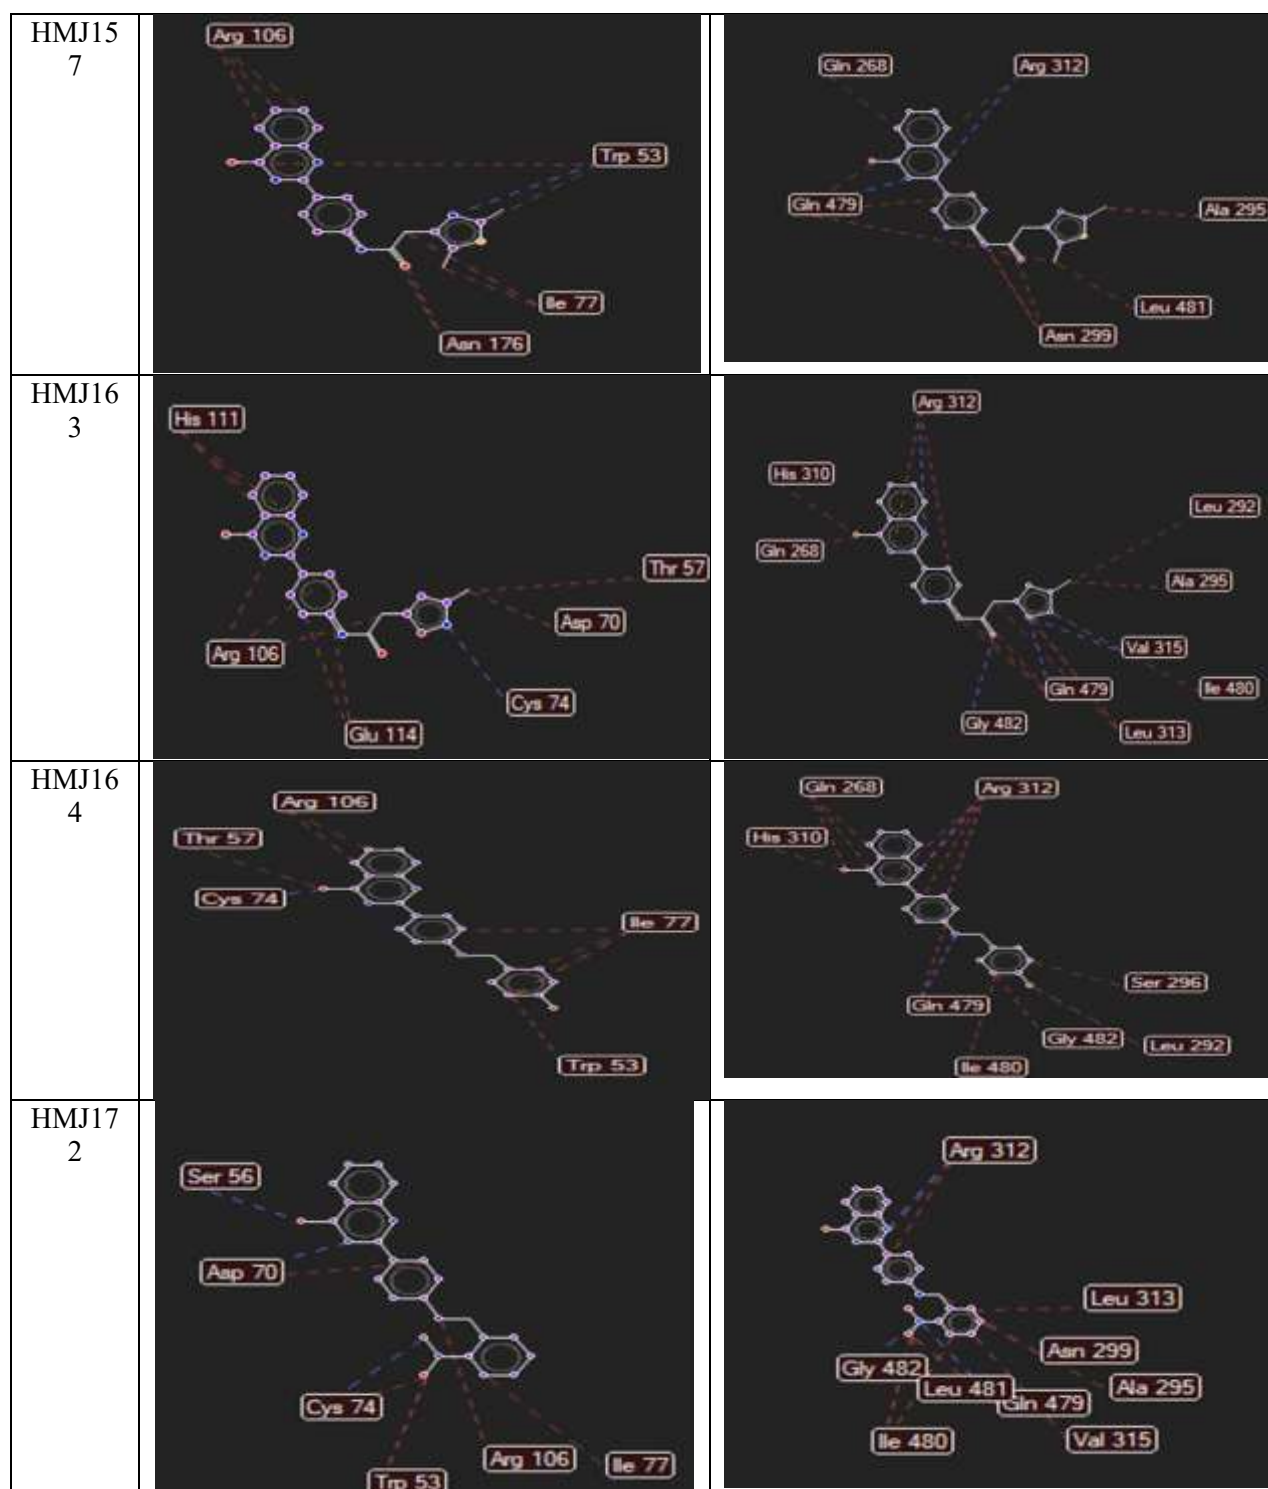 HMJ15
7
Arg 106
Trp 53
Ile 77
Asn 176
Gln 268
Arg 312
Gln 479
Ala 295
Leu 481
Asn 299
HMJ16
3
His 111
Thr 57
Asp 70
Arg 106
Cys 74
Glu 114
Arg 312
His 310
Leu 292
Gln 268
Ala 295
Val 315
Gln 479
Ile 480
Gly 482
Leu 313
HMJ16
4
Arg 106
Thr 57
Cys 74
Ile 77
Trp 53
Gln 268
Arg 312
His 310
Ser 296
Gln 479
Gly 482
Leu 292
Ile 480
HMJ17
2
Ser 56
Asp 70
Cys 74
Arg 106
Ile 77
Trp 53
Arg 312
Leu 313
Asn 299
Gly 482
Leu 481
Gln 479
Ala 295
Ile 480
Val 315